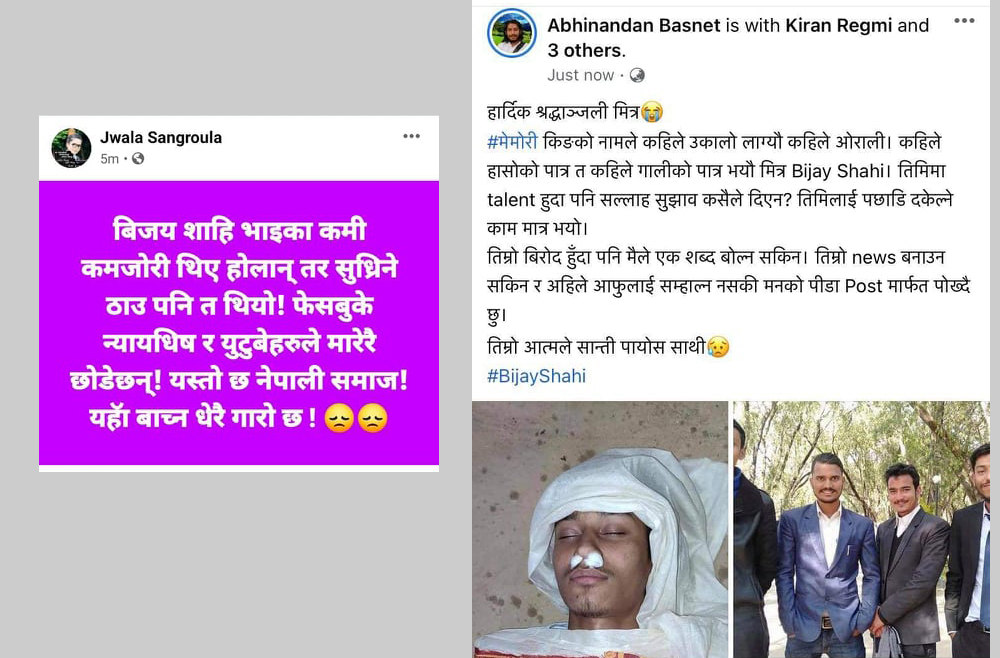 Jwala Sangroula
5m
बिजय शाहि भाइका कमी
कमजोरी थिए होलान् तर सुध्रिने
ठाउ पनि त थियो! फेसबुके
न्यायधिष र युटुबेहरुले मारेरै
छोडेछन्! यस्तो छ नेपाली समाज!
यहाॅ बाच्न धेरै गारो छ ! 😞😞
Abhinandan Basnet is with Kiran Regmi and
3 others.
Just now
हार्दिक श्रद्धाञ्जली मित्र😭
#मेमोरी किङको नामले कहिले उकालो लाग्यौ कहिले ओराली। कहिले
हासोको पात्र त कहिले गालीको पात्र भयौ मित्र Bijay Shahi। तिमिमा
talent हुदा पनि सल्लाह सुझाव कसैले दिएन? तिमिलाई पछाडि दकेल्ने
काम मात्र भयो।
तिम्रो बिरोद हुँदा पनि मैले एक शब्द बोल्न सकिन। तिम्रो news बनाउन
सकिन र अहिले आफुलाई सम्हाल्न नसकी मनको पीडा Post मार्फत पोख्दै
छु।
तिम्रो आत्मले सान्ती पायोस साथी😥
#BijayShahi